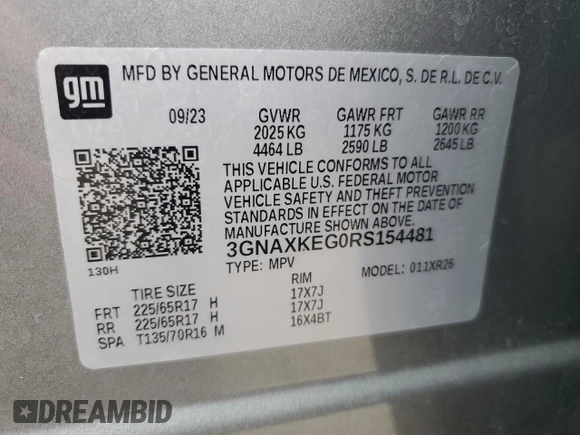 gm
MFD BY GENERAL MOTORS DE MEXICO, S. DE R.L. DE C.V.
09/23 GVWR GAWR FRT GAWR RR
2025 KG 1175 KG 1200 KG
4464 LB 2590 LB 2645 LB
THIS VEHICLE CONFORMS TO ALL
APPLICABLE U.S. FEDERAL MOTOR
VEHICLE SAFETY AND THEFT PREVENTION
STANDARDS IN EFFECT ON THE DATE OF
MANUFACTURE SHOWN ABOVE.
3GNAXKEG0RS154481
130H
TYPE: MPV MODEL: 011XR26
TIRE SIZE RIM
FRT 225/65R17 H 17X7J
RR 225/65R17 H 17X7J
SPA T135/70R16 M 16X4BT
DREAMBID